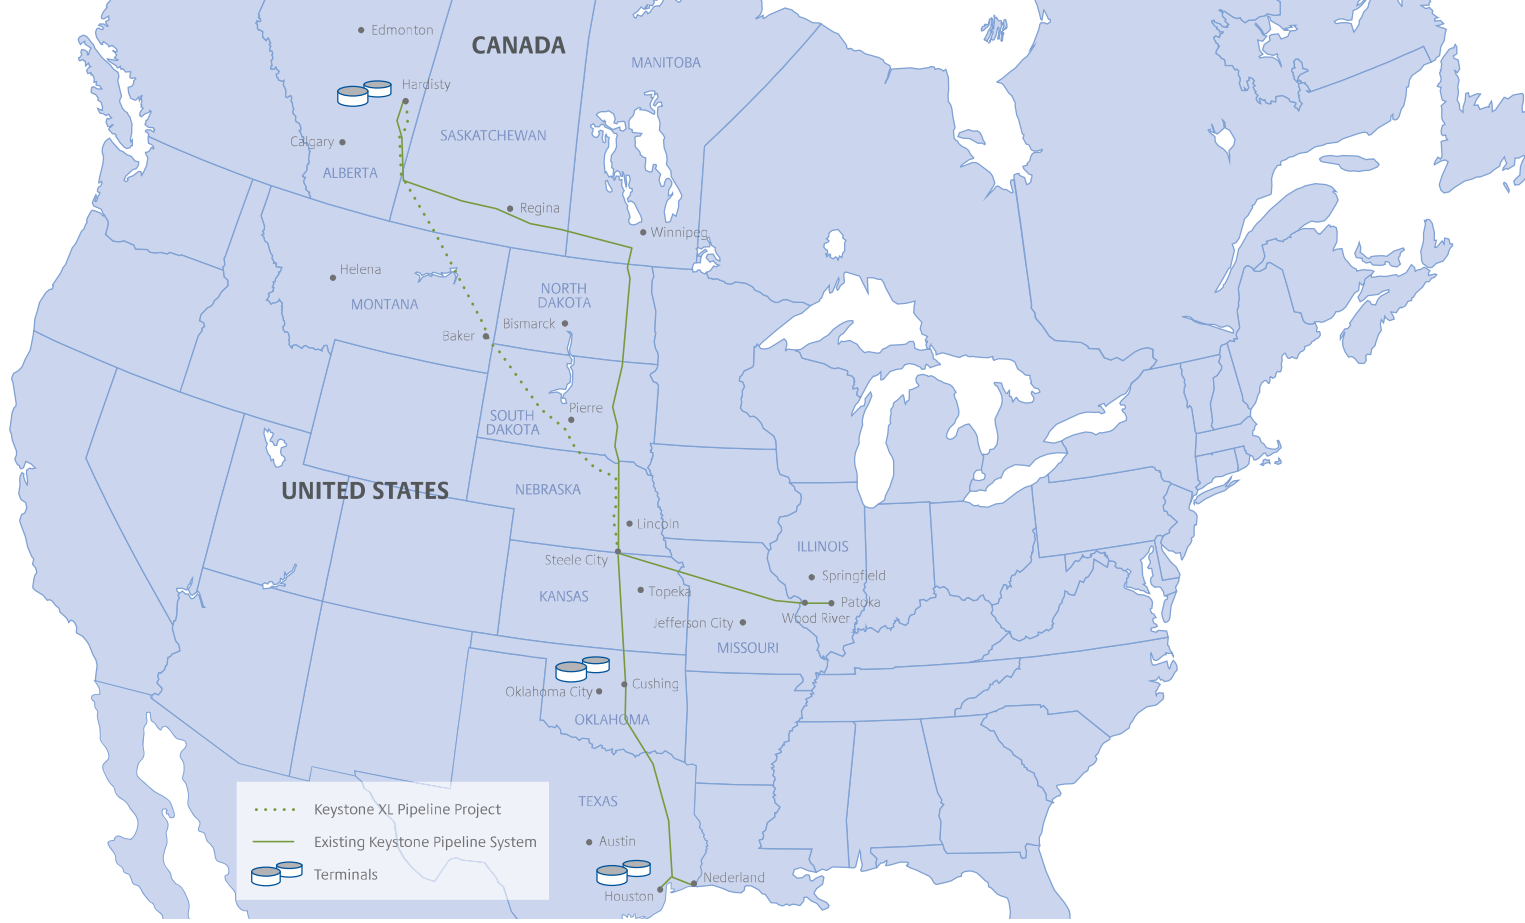 Edmonton
CANADA
MANITOBA
Hardisty
SASKATCHEWAN
Calgary
ALBERTA
Regina
Winnipeg
Helena
MONTANA
NORTH
DAKOTA
Bismarck
Baker
Pierre
SOUTH
DAKOTA
UNITED STATES
NEBRASKA
Lincoln
ILLINOIS
Steele City
Springfield
KANSAS
Topeka
Patoka
Wood River
Jefferson City
MISSOURI
Cushing
Oklahoma City
OKLAHOMA
TEXAS
Austin
Nederland
Houston
Keystone XL Pipeline Project
Existing Keystone Pipeline System
Terminals